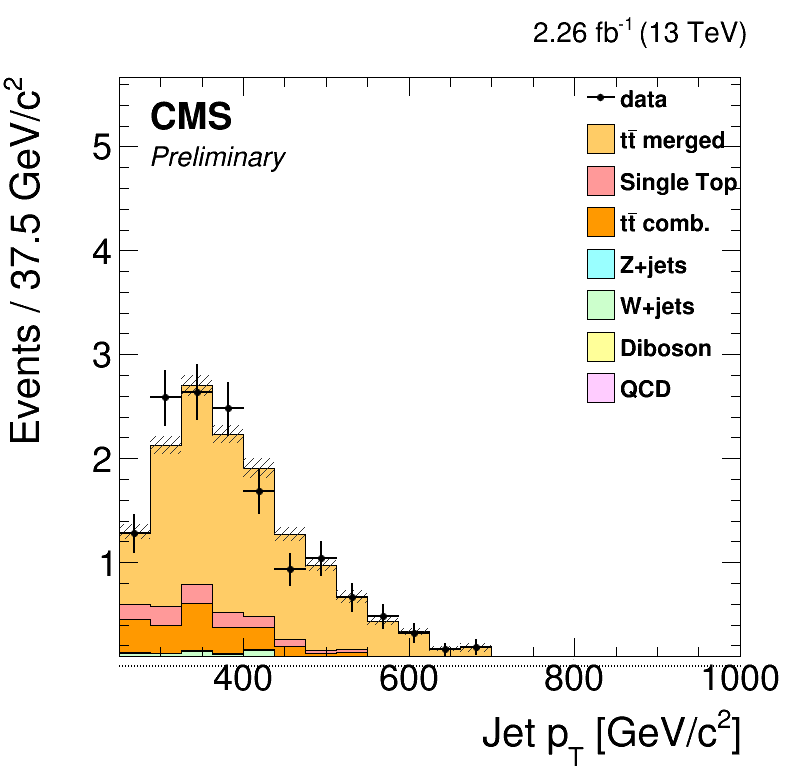 2.26 fb⁻¹ (13 TeV)
CMS
Preliminary
data
tt̄ merged
Single Top
tt̄ comb.
Z+jets
W+jets
Diboson
QCD
Events / 37.5 GeV/c²
5
4
3
2
1
400 600 800 1000
Jet p_T [GeV/c²]